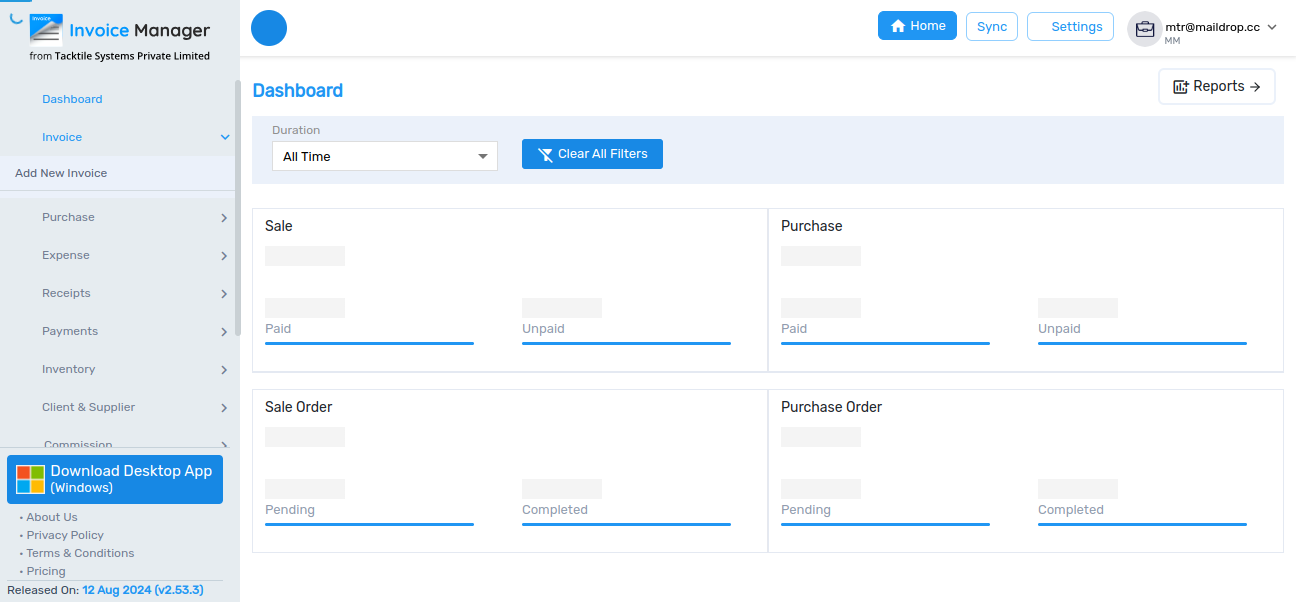 Invoice
Invoice Manager
from Tacktile Systems Private Limited
Home
Sync
Settings
mtr@maildrop.cc
MM
Dashboard
Invoice
Add New Invoice
Purchase
Expense
Receipts
Payments
Inventory
Client & Supplier
Commission
Download Desktop App
(Windows)
• About Us
• Privacy Policy
• Terms & Conditions
• Pricing
Released On: 12 Aug 2024 (v2.53.3)
Dashboard
Reports
Duration
All Time
Clear All Filters
Sale
Paid
Unpaid
Purchase
Paid
Unpaid
Sale Order
Pending
Completed
Purchase Order
Pending
Completed